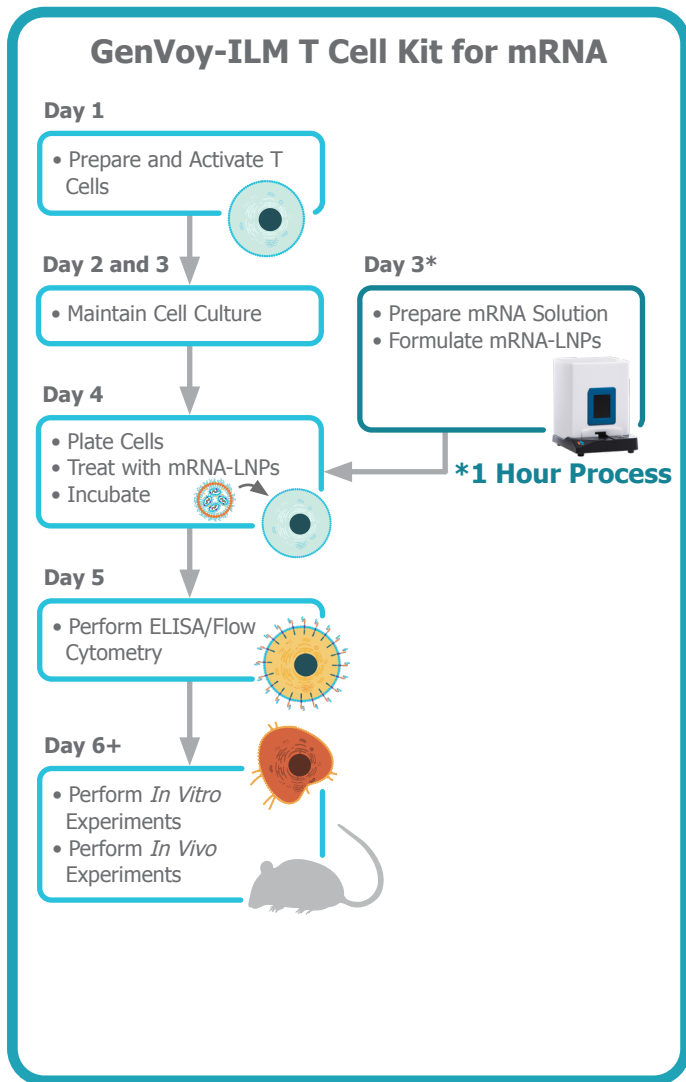 GenVoy-ILM T Cell Kit for mRNA
Day 1
• Prepare and Activate T
Cells
Day 2 and 3
• Maintain Cell Culture
Day 3*
• Prepare mRNA Solution
• Formulate mRNA-LNPs
*1 Hour Process
Day 4
• Plate Cells
• Treat with mRNA-LNPs
• Incubate
Day 5
• Perform ELISA/Flow
Cytometry
Day 6+
• Perform In Vitro
Experiments
• Perform In Vivo
Experiments